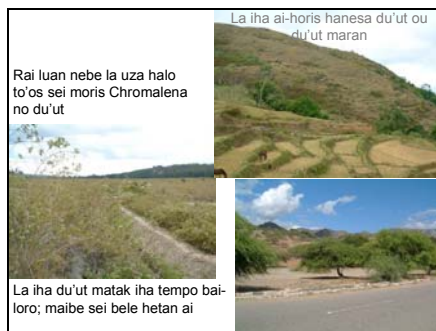 La iha ai-horis hanesa du'ut ou
du'ut maran
Rai luan nebe la uza halo
to'os sei moris Chromalena
no du'ut
La iha du'ut matak iha tempo bai-
loro; maibe sei bele hetan ai